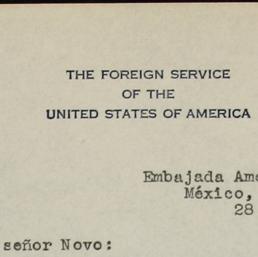 THE FOREIGN SERVICE
OF THE
UNITED STATES OF AMERICA
Embajada Ame
México,
28
señor Novo: